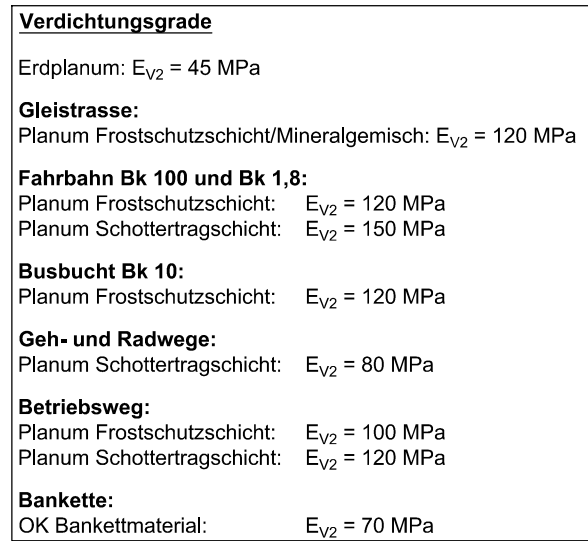 Verdichtungsgrade
Erdplanum: EV2 = 45 MPa
Gleistrasse:
Planum Frostschutzschicht/Mineralgemisch: EV2 = 120 MPa
Fahrbahn Bk 100 und Bk 1,8:
Planum Frostschutzschicht: EV2 = 120 MPa
Planum Schottertragschicht: EV2 = 150 MPa
Busbucht Bk 10:
Planum Frostschutzschicht: EV2 = 120 MPa
Geh- und Radwege:
Planum Schottertragschicht: EV2 = 80 MPa
Betriebsweg:
Planum Frostschutzschicht: EV2 = 100 MPa
Planum Schottertragschicht: EV2 = 120 MPa
Bankette:
OK Bankettmaterial: EV2 = 70 MPa